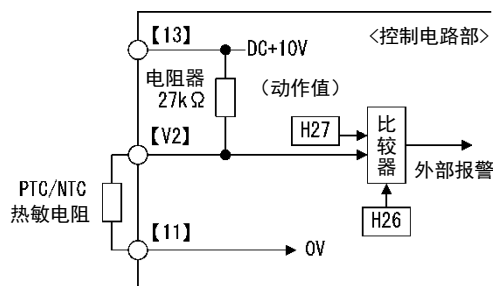 【13】
DC+10V
<控制电路部>
电阻器
27kΩ
(动作值)
H27
比较器
【V2】
外部报警
PTC/NTC
热敏电阻
H26
【11】
0V